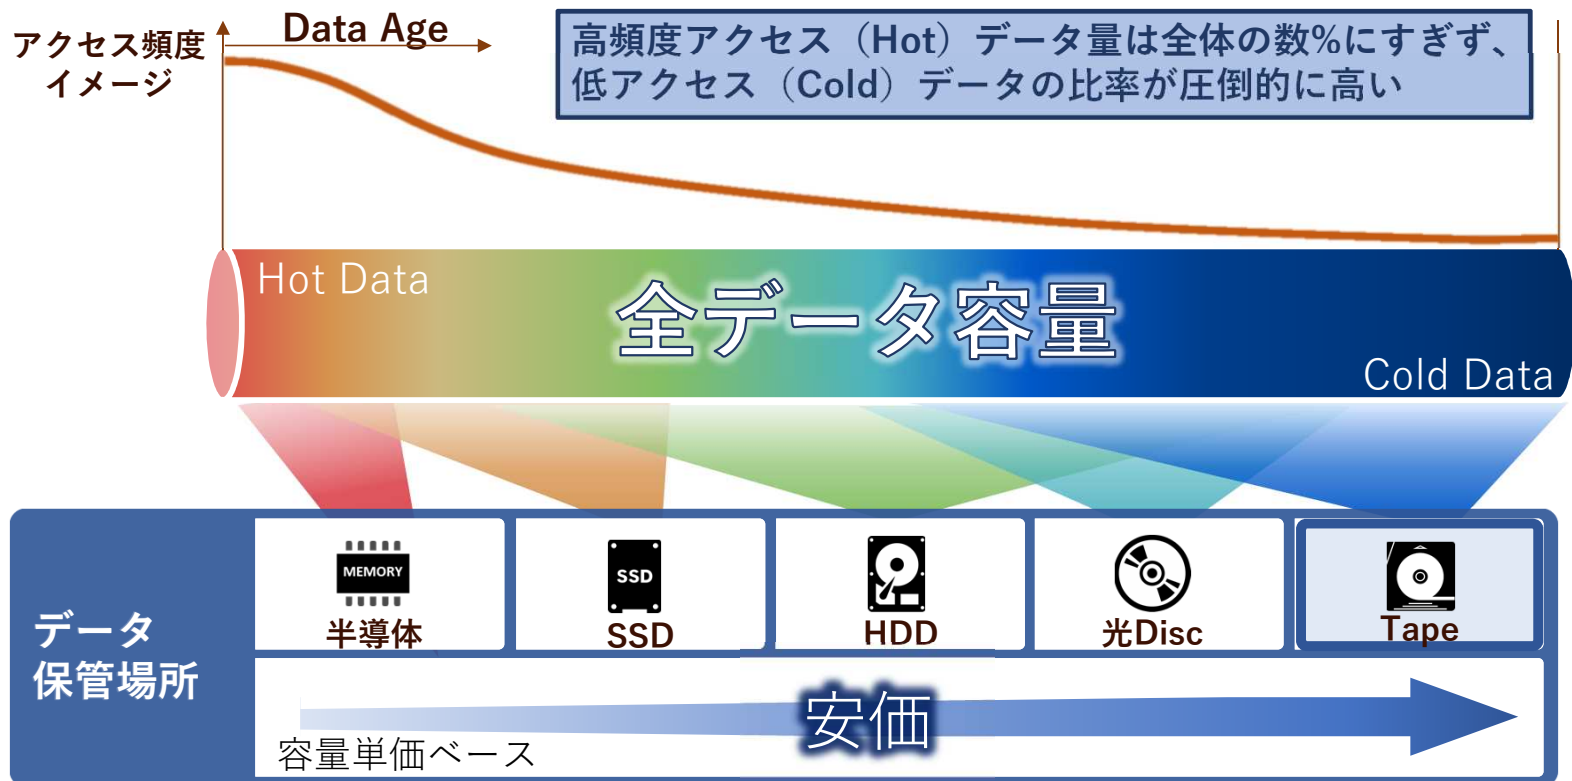 アクセス頻度
イメージ
Data Age
高頻度アクセス（Hot）データ量は全体の数%にすぎず、
低アクセス（Cold）データの比率が圧倒的に高い
Hot Data
全データ容量
Cold Data
データ
保管場所
MEMORY
半導体
SSD
SSD
HDD
光Disc
Tape
安価
容量単価ベース